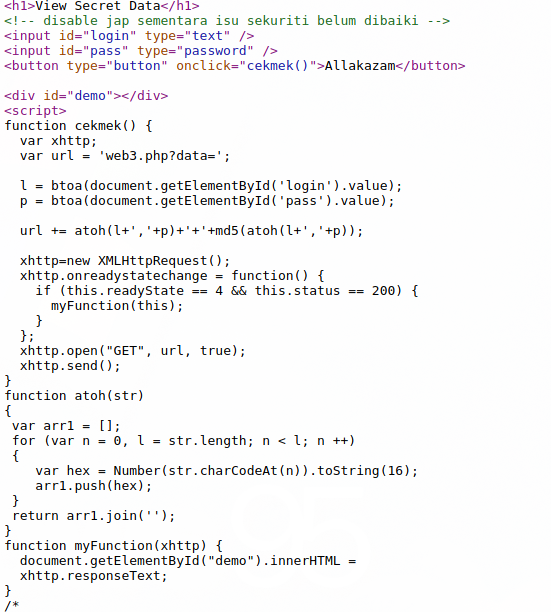 <h1>View Secret Data</h1>
<!-- disable jap sementara isu sekuriti belum dibaiki -->
<input id="login" type="text" />
<input id="pass" type="password" />
<button type="button" onclick="cekmek()">Allakazam</button>

<div id="demo"></div>
<script>
function cekmek() {
  var xhttp;
  var url = 'web3.php?data=';

  l = btoa(document.getElementById('login').value);
  p = btoa(document.getElementById('pass').value);

  url += atoh(l+','+p)+'+'+md5(atoh(l+','+p));

  xhttp=new XMLHttpRequest();
  xhttp.onreadystatechange = function() {
    if (this.readyState == 4 && this.status == 200) {
      myFunction(this);
    }
  };
  xhttp.open("GET", url, true);
  xhttp.send();
}
function atoh(str)
{
 var arr1 = [];
 for (var n = 0, l = str.length; n < l; n ++)
 {
    var hex = Number(str.charCodeAt(n)).toString(16);
    arr1.push(hex);
 }
 return arr1.join('');
}
function myFunction(xhttp) {
  document.getElementById("demo").innerHTML =
  xhttp.responseText;
}
/*